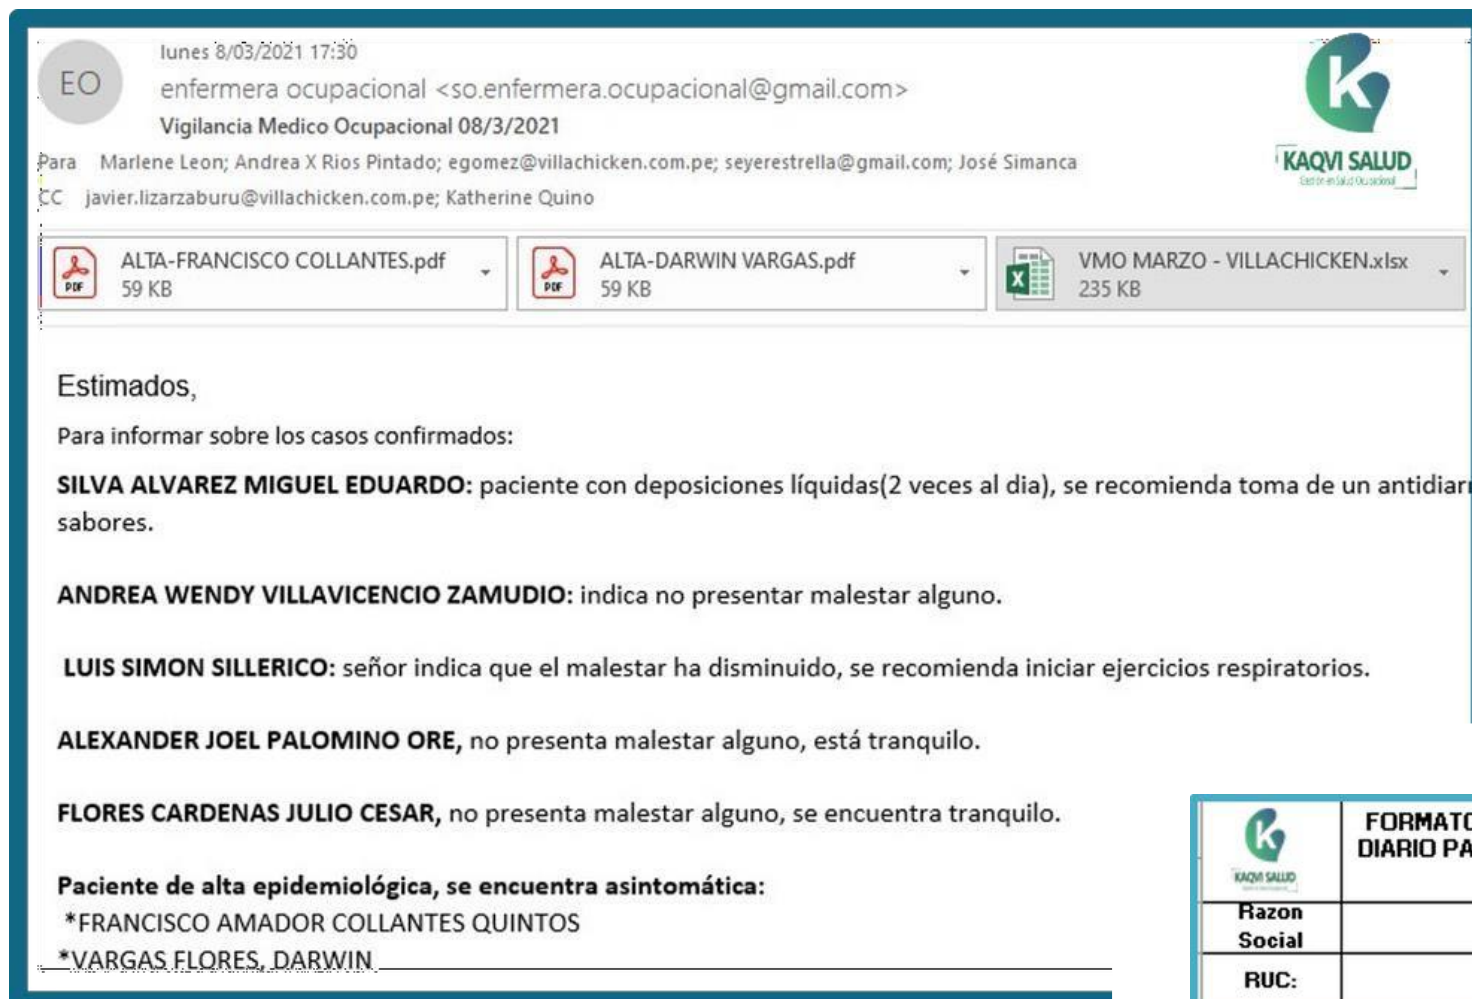 EO
lunes 8/03/2021 17:30
enfermera ocupacional <so.enfermera.ocupacional@gmail.com>
Vigilancia Medico Ocupacional 08/3/2021
Para Marlene Leon; Andrea X Rios Pintado; egomez@villachicken.com.pe; seyerestrella@gmail.com; José Simanca
CC javier.lizarzaburu@villachicken.com.pe; Katherine Quino
KAQVI SALUD
Gestión en Salud Ocupacional
ALTA-FRANCISCO COLLANTES.pdf
59 KB
ALTA-DARWIN VARGAS.pdf
59 KB
VMO MARZO - VILLACHICKEN.xlsx
235 KB
Estimados,
Para informar sobre los casos confirmados:
SILVA ALVAREZ MIGUEL EDUARDO: paciente con deposiciones líquidas(2 veces al dia), se recomienda toma de un antidiarr
sabores.
ANDREA WENDY VILLAVICENCIO ZAMUDIO: indica no presentar malestar alguno.
LUIS SIMON SILLERICO: señor indica que el malestar ha disminuido, se recomienda iniciar ejercicios respiratorios.
ALEXANDER JOEL PALOMINO ORE, no presenta malestar alguno, está tranquilo.
FLORES CARDENAS JULIO CESAR, no presenta malestar alguno, se encuentra tranquilo.
Paciente de alta epidemiológica, se encuentra asintomática:
*FRANCISCO AMADOR COLLANTES QUINTOS
*VARGAS FLORES, DARWIN
KAQVI SALUD
FORMATO
DIARIO PA
Razon
Social
RUC: